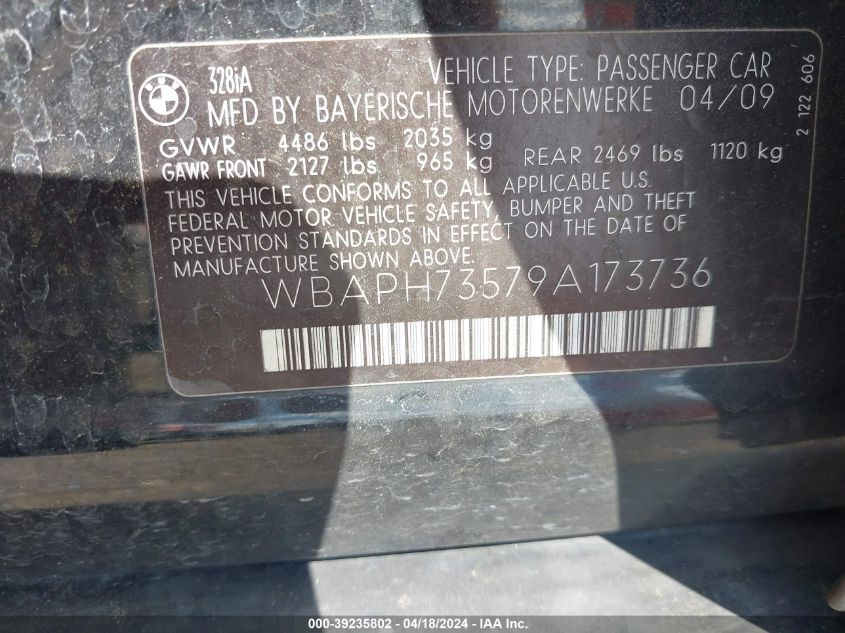 BMW
328iA
VEHICLE TYPE: PASSENGER CAR
MFD BY BAYERISCHE MOTORENWERKE 04/09
GVWR 4486 lbs 2035 kg
GAWR FRONT 2127 lbs 965 kg REAR 2469 lbs 1120 kg
THIS VEHICLE CONFORMS TO ALL APPLICABLE U.S.
FEDERAL MOTOR VEHICLE SAFETY, BUMPER AND THEFT
PREVENTION STANDARDS IN EFFECT ON THE DATE OF
MANUFACTURE SHOWN ABOVE.
WBAPH73579A173736
2 122 606
000-39235802 - 04/18/2024 - IAA Inc.